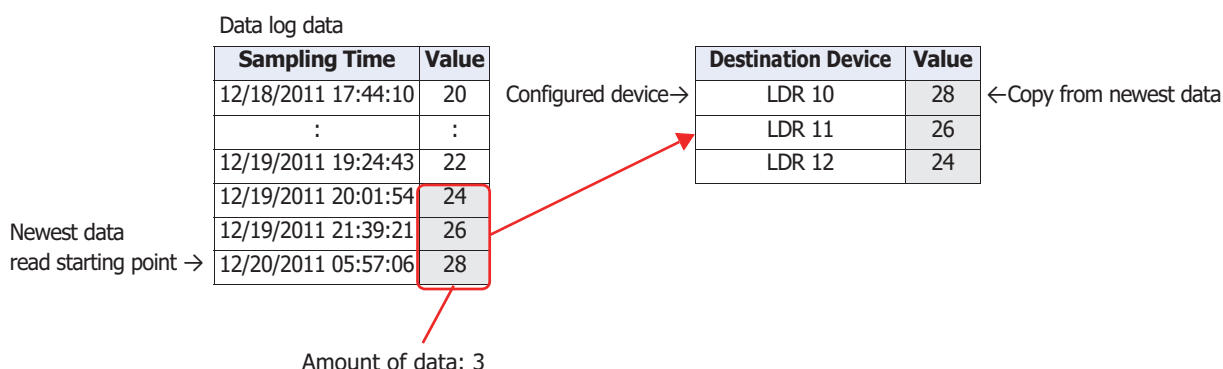 Data log data
Sampling Time Value
12/18/2011 17:44:10 20
: :
12/19/2011 19:24:43 22
12/19/2011 20:01:54 24
12/19/2011 21:39:21 26
12/20/2011 05:57:06 28
Newest data
read starting point →
Amount of data: 3
Destination Device Value
Configured device→ LDR 10 28 ←Copy from newest data
LDR 11 26
LDR 12 24